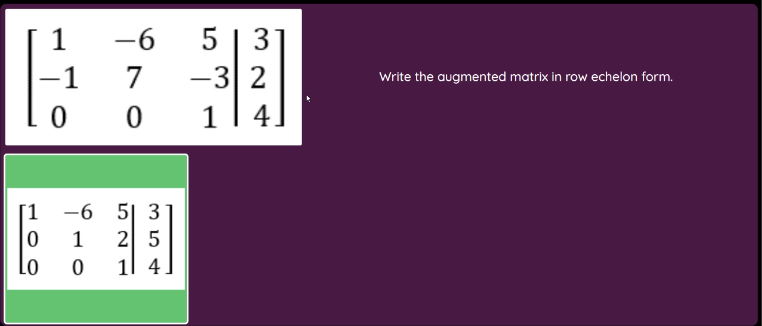 1 −6 5 | 3
−1 7 −3 | 2
0 0 1 | 4
Write the augmented matrix in row echelon form.
1 −6 5 | 3
0 1 2 | 5
0 0 1 | 4